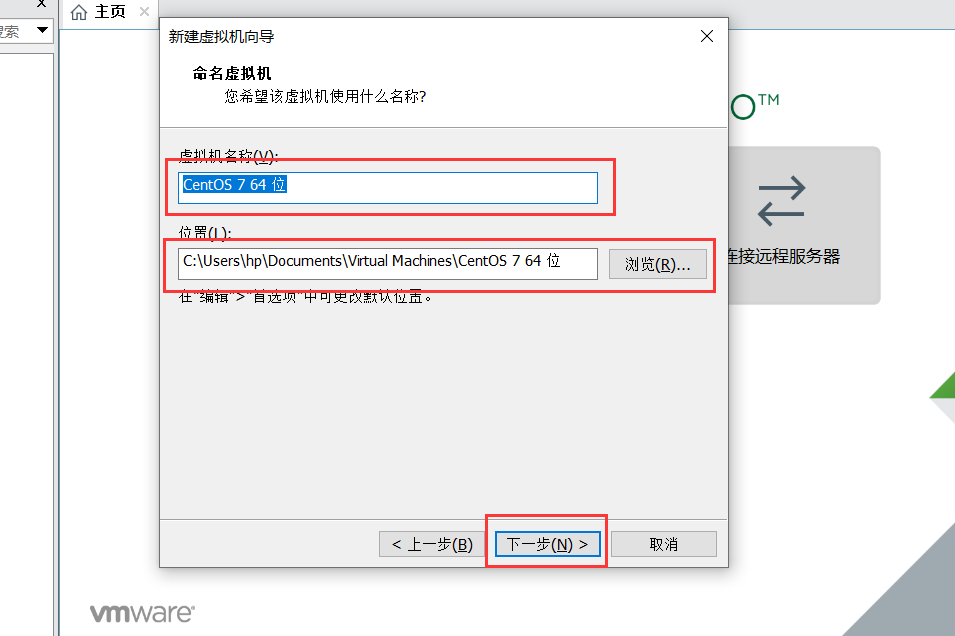 主页
索
新建虚拟机向导
命名虚拟机
您希望该虚拟机使用什么名称?
O™
虚拟机名称(V):
CentOS 7 64 位
位置(L):
C:\Users\hp\Documents\Virtual Machines\CentOS 7 64 位
浏览(R)...
连接远程服务器
在"编辑">"首选项"中可更改默认位置。
< 上一步(B)
下一步(N) >
取消
vmware®